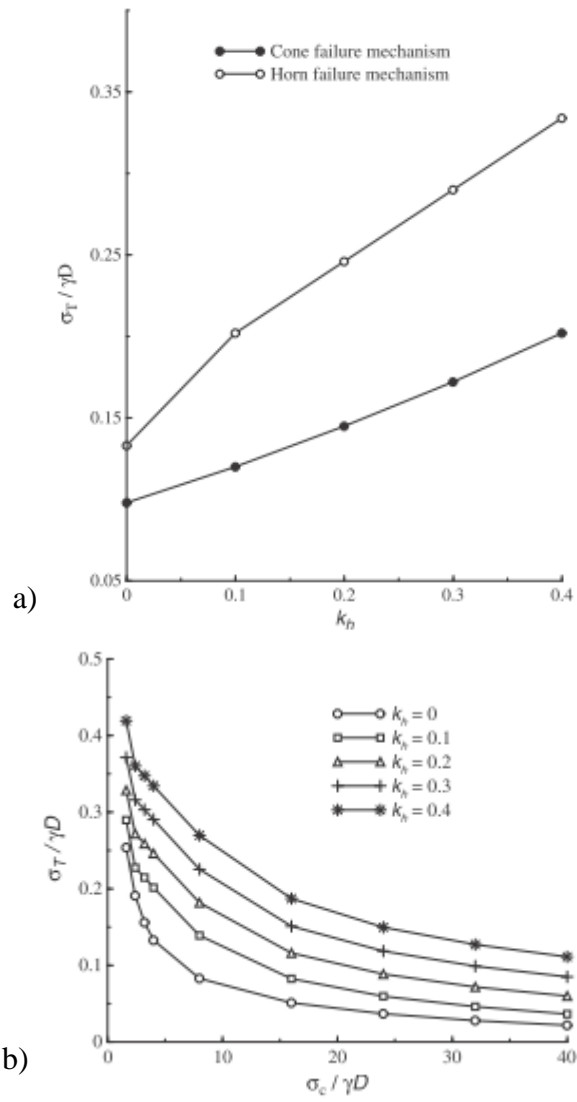 Cone failure mechanism
Horn failure mechanism
0.35
0.25
0.15
0.05
σT / γD
0 0.1 0.2 0.3 0.4
kh
a)
0.5
0.4
0.3
0.2
0.1
0
σT / γD
kh = 0
kh = 0.1
kh = 0.2
kh = 0.3
kh = 0.4
0 10 20 30 40
σc / γD
b)